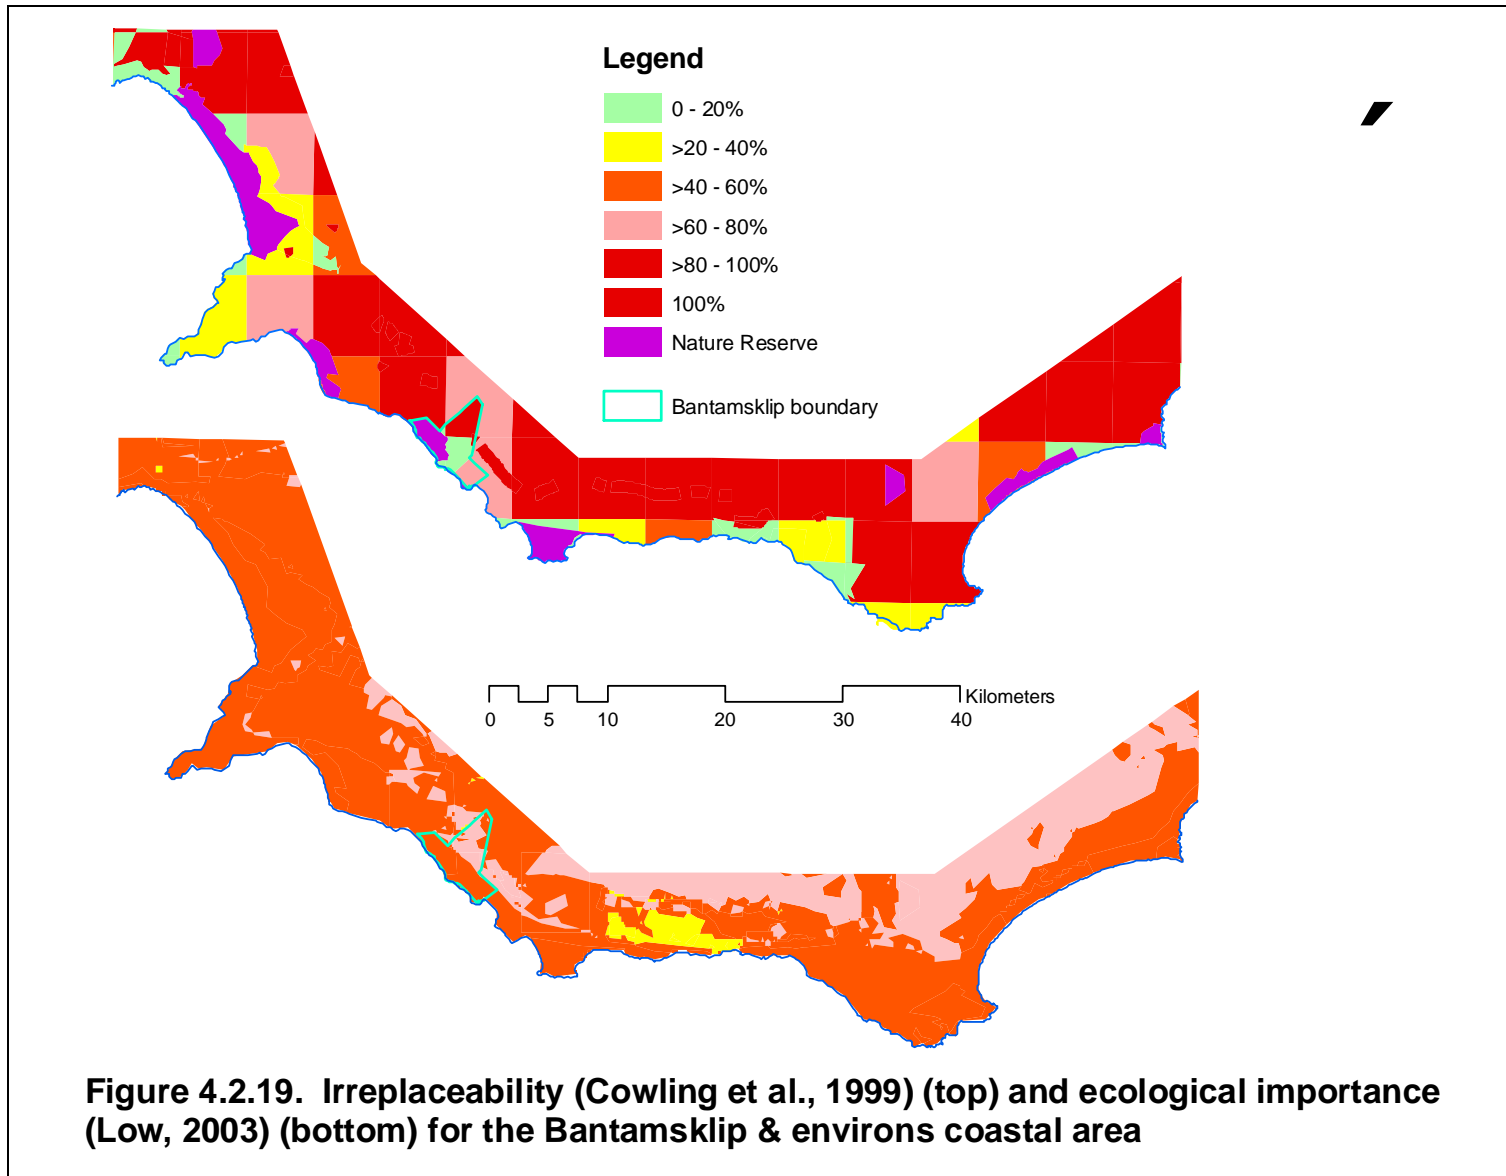 Legend
0 - 20%
>20 - 40%
>40 - 60%
>60 - 80%
>80 - 100%
100%
Nature Reserve
Bantamsklip boundary
Kilometers
0 5 10 20 30 40
Figure 4.2.19. Irreplaceability (Cowling et al., 1999) (top) and ecological importance
(Low, 2003) (bottom) for the Bantamsklip & environs coastal area